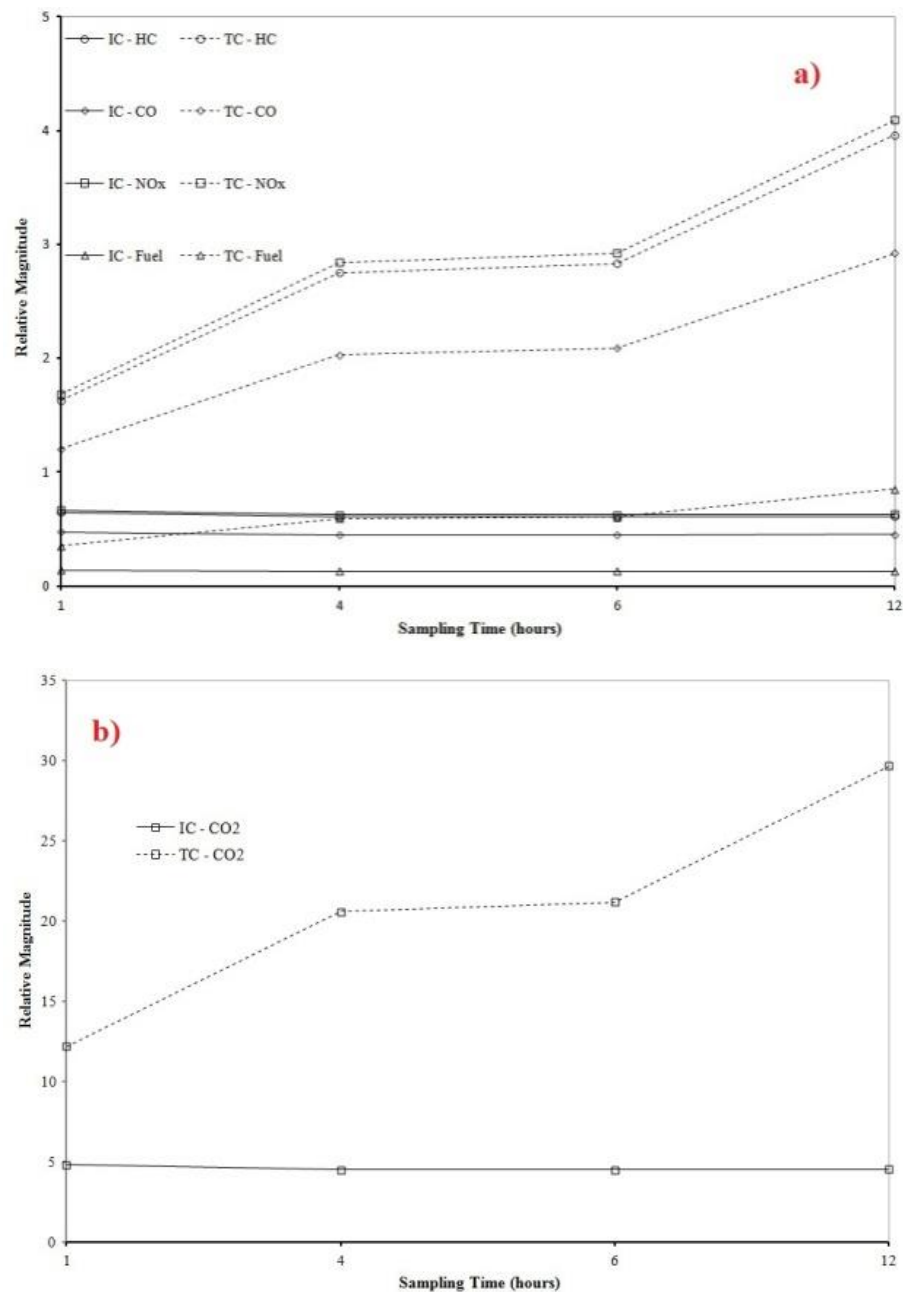 5
IC - HC TC - HC
a)
IC - CO TC - CO
4
IC - NOx TC - NOx
3
IC - Fuel TC - Fuel
Relative Magnitude
2
1
0
1 4 6 12
Sampling Time (hours)
35
b)
30
IC - CO2
25
TC - CO2
20
Relative Magnitude
15
10
5
0
1 4 6 12
Sampling Time (hours)